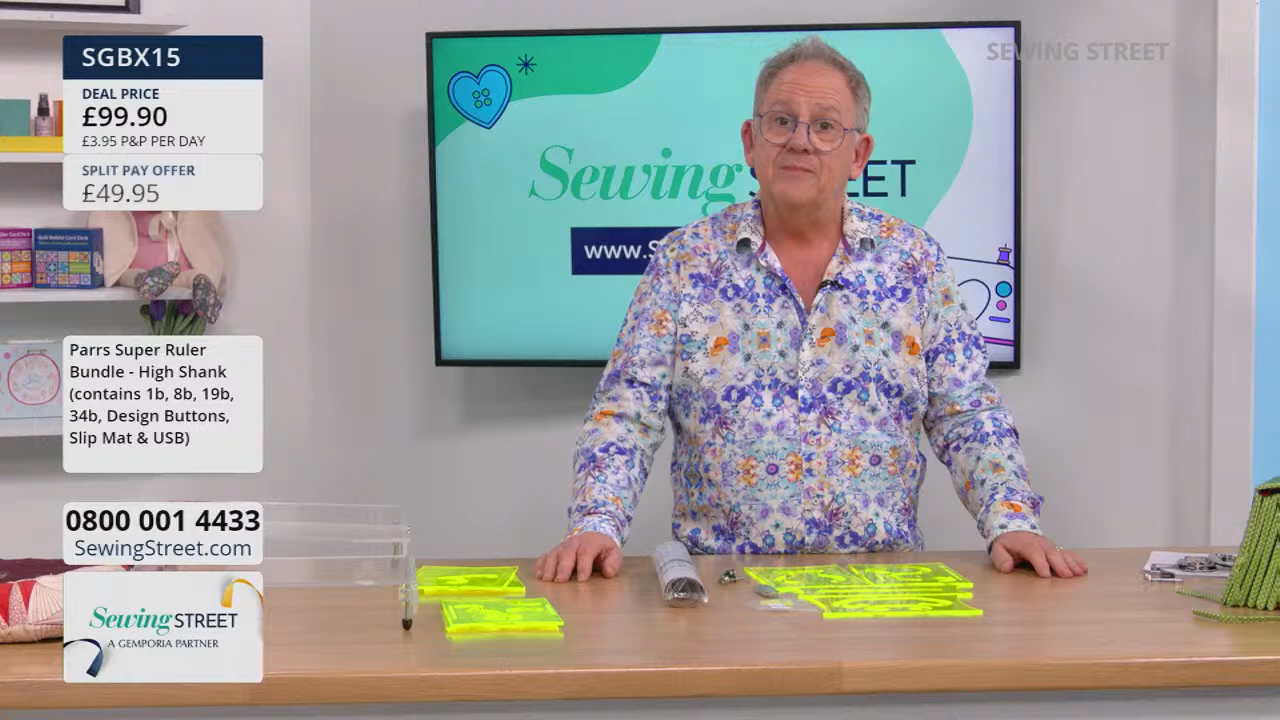 SGBX15
DEAL PRICE
£99.90
£3.95 P&P PER DAY
SPLIT PAY OFFER
£49.95
Parrs Super Ruler
Bundle - High Shank
(contains 1b, 8b, 19b,
34b, Design Buttons,
Slip Mat & USB)
0800 001 4433
SewingStreet.com
Sewing STREET
A GEMPORIA PARTNER
Sewing S EET
www.S
SEWING STREET